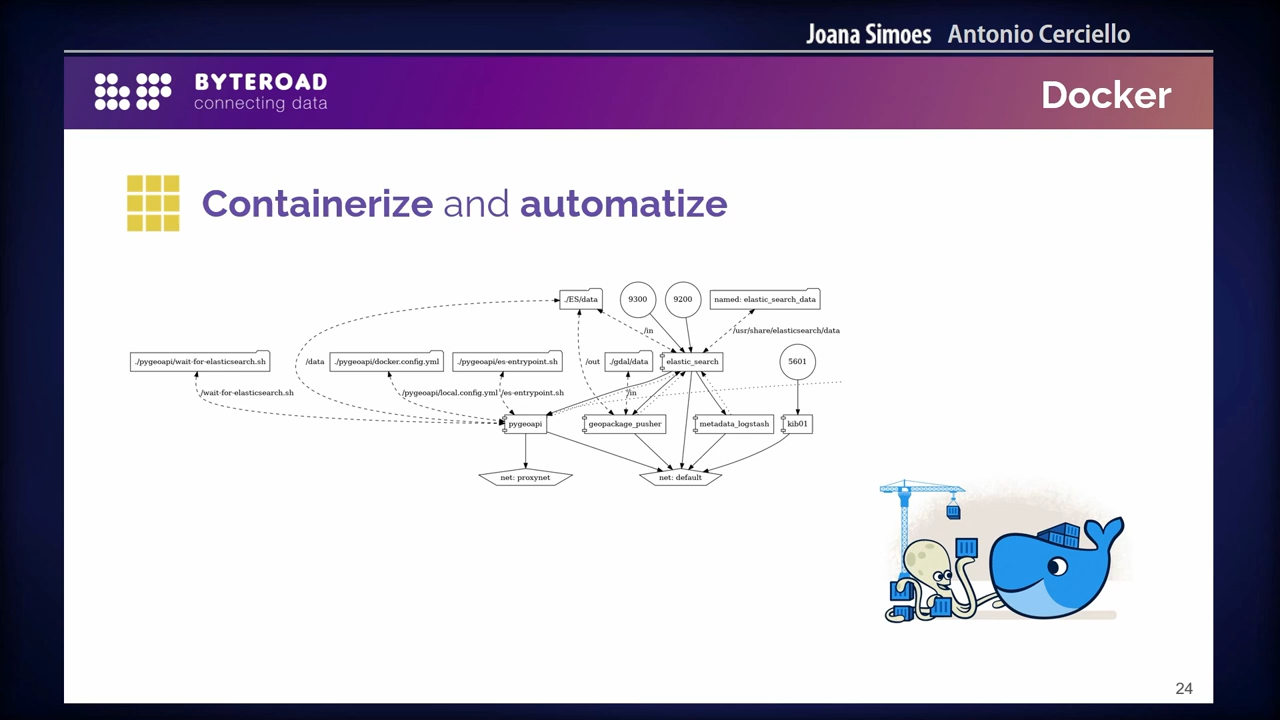 Joana Simoes Antonio Cerciello
BYTEROAD
connecting data
Docker
Containerize and automatize
./ES/data
9300
9200
named: elastic_search_data
/in
/usr/share/elasticsearch/data
./pygeoapi/wait-for-elasticsearch.sh
/data
./pygeoapi/docker.config.yml
./pygeoapi/es-entrypoint.sh
/out
./gdal/data
elastic_search
5601
/wait-for-elasticsearch.sh
/pygeoapi/local.config.yml
/es-entrypoint.sh
/in
pygeoapi
geopackage_pusher
metadata_logstash
kib01
net: proxynet
net: default
24